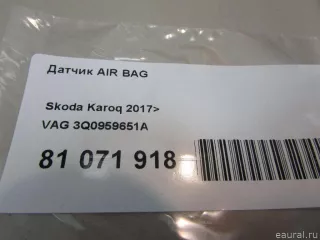 Датчик AIR BAG
Skoda Karoq 2017>
VAG 3Q0959651A
81 071 918
eaural.ru